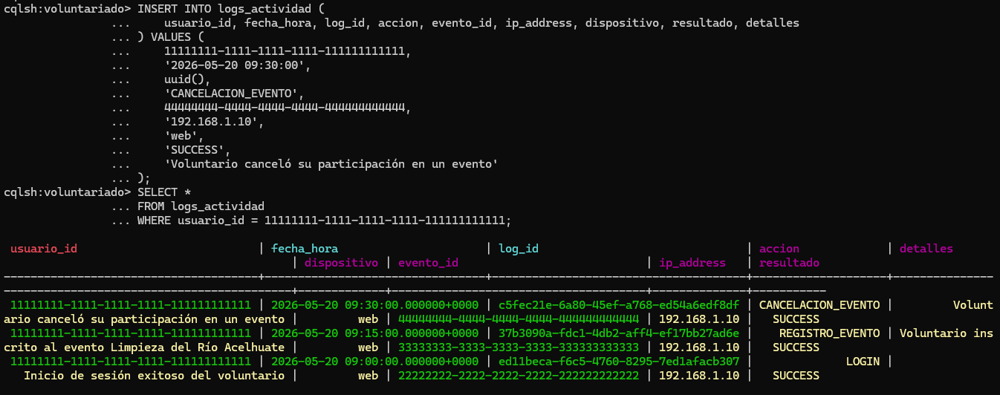 cqlsh:voluntariado> INSERT INTO logs_actividad (
... usuario_id, fecha_hora, log_id, accion, evento_id, ip_address, dispositivo, resultado, detalles
... ) VALUES (
... 11111111-1111-1111-1111-111111111111,
... '2026-05-20 09:30:00',
... uuid(),
... 'CANCELACION_EVENTO',
... 44444444-4444-4444-4444-444444444444,
... '192.168.1.10',
... 'web',
... 'SUCCESS',
... 'Voluntario canceló su participación en un evento'
... );
cqlsh:voluntariado> SELECT *
... FROM logs_actividad
... WHERE usuario_id = 11111111-1111-1111-1111-111111111111;
usuario_id | fecha_hora | log_id | accion | detalles
| dispositivo | evento_id | ip_address | resultado
11111111-1111-1111-1111-111111111111 | 2026-05-20 09:30:00.000000+0000 | c5fec21e-6a80-45ef-a768-ed54a6edf8df | CANCELACION_EVENTO | Volunt
ario canceló su participación en un evento | web | 44444444-4444-4444-4444-444444444444 | 192.168.1.10 | SUCCESS
11111111-1111-1111-1111-111111111111 | 2026-05-20 09:15:00.000000+0000 | 37b3090a-fdc1-4db2-aff4-ef17bb27ad6e | REGISTRO_EVENTO | Voluntario ins
crito al evento Limpieza del Río Acelhuate | web | 33333333-3333-3333-3333-333333333333 | 192.168.1.10 | SUCCESS
11111111-1111-1111-1111-111111111111 | 2026-05-20 09:00:00.000000+0000 | ed11beca-f6c5-4760-8295-7ed1afacb307 | LOGIN |
Inicio de sesión exitoso del voluntario | web | 22222222-2222-2222-2222-222222222222 | 192.168.1.10 | SUCCESS